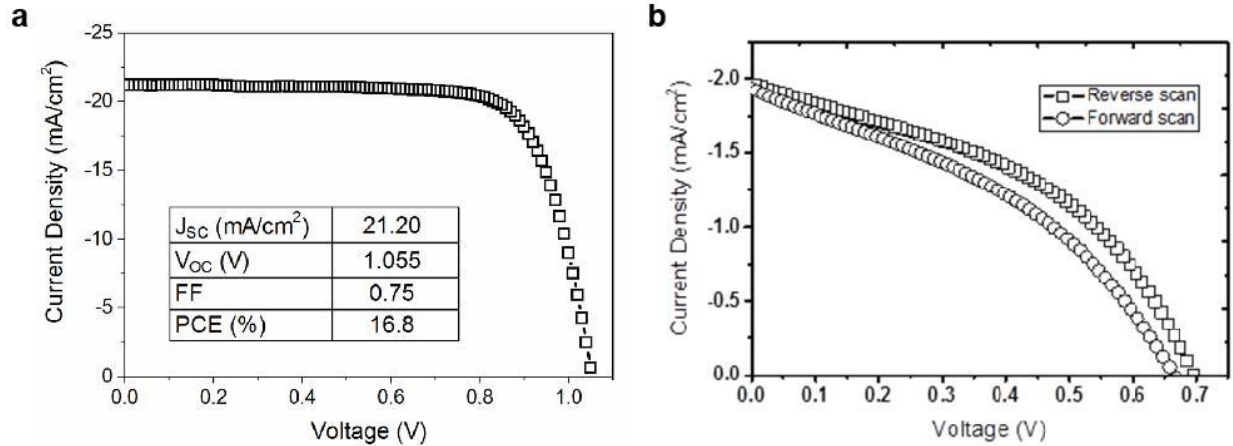 a
-25
-20
-15
-10
-5
0
Current Density (mA/cm²)
J_SC (mA/cm²) 21.20
V_OC (V) 1.055
FF 0.75
PCE (%) 16.8
0.0 0.2 0.4 0.6 0.8 1.0
Voltage (V)
b
-2.0
-1.5
-1.0
-0.5
0.0
Current Density (mA/cm²)
Reverse scan
Forward scan
0.0 0.1 0.2 0.3 0.4 0.5 0.6 0.7
Voltage (V)